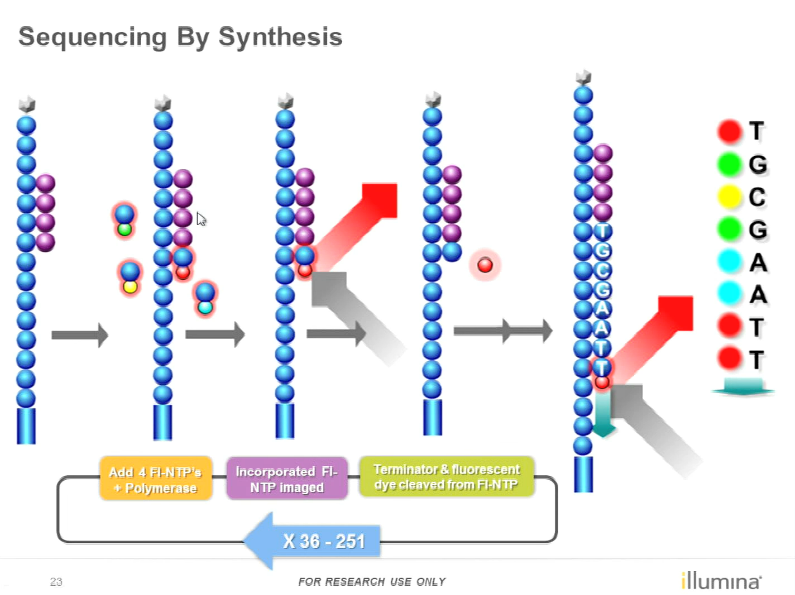 Sequencing By Synthesis
T
G
C
G
A
A
T
T
T
G
C
G
A
A
T
T
Add 4 Fl-NTP's
+ Polymerase
Incorporated Fl-
NTP imaged
Terminator & fluorescent
dye cleaved from Fl-NTP
X 36 - 251
23
FOR RESEARCH USE ONLY
illumina®